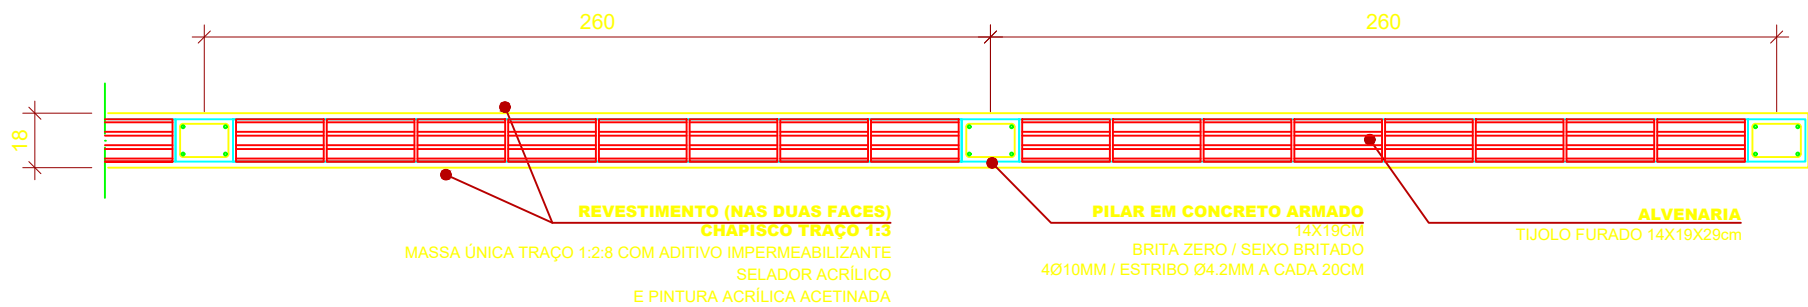 260
260
18
REVESTIMENTO (NAS DUAS FACES)
CHAPISCO TRAÇO 1:3
MASSA ÚNICA TRAÇO 1:2:8 COM ADITIVO IMPERMEABILIZANTE
SELADOR ACRÍLICO
E PINTURA ACRÍLICA ACETINADA
PILAR EM CONCRETO ARMADO
14X19CM
BRITA ZERO / SEIXO BRITADO
4Ø10MM / ESTRIBO Ø4.2MM A CADA 20CM
ALVENARIA
TIJOLO FURADO 14X19X29cm